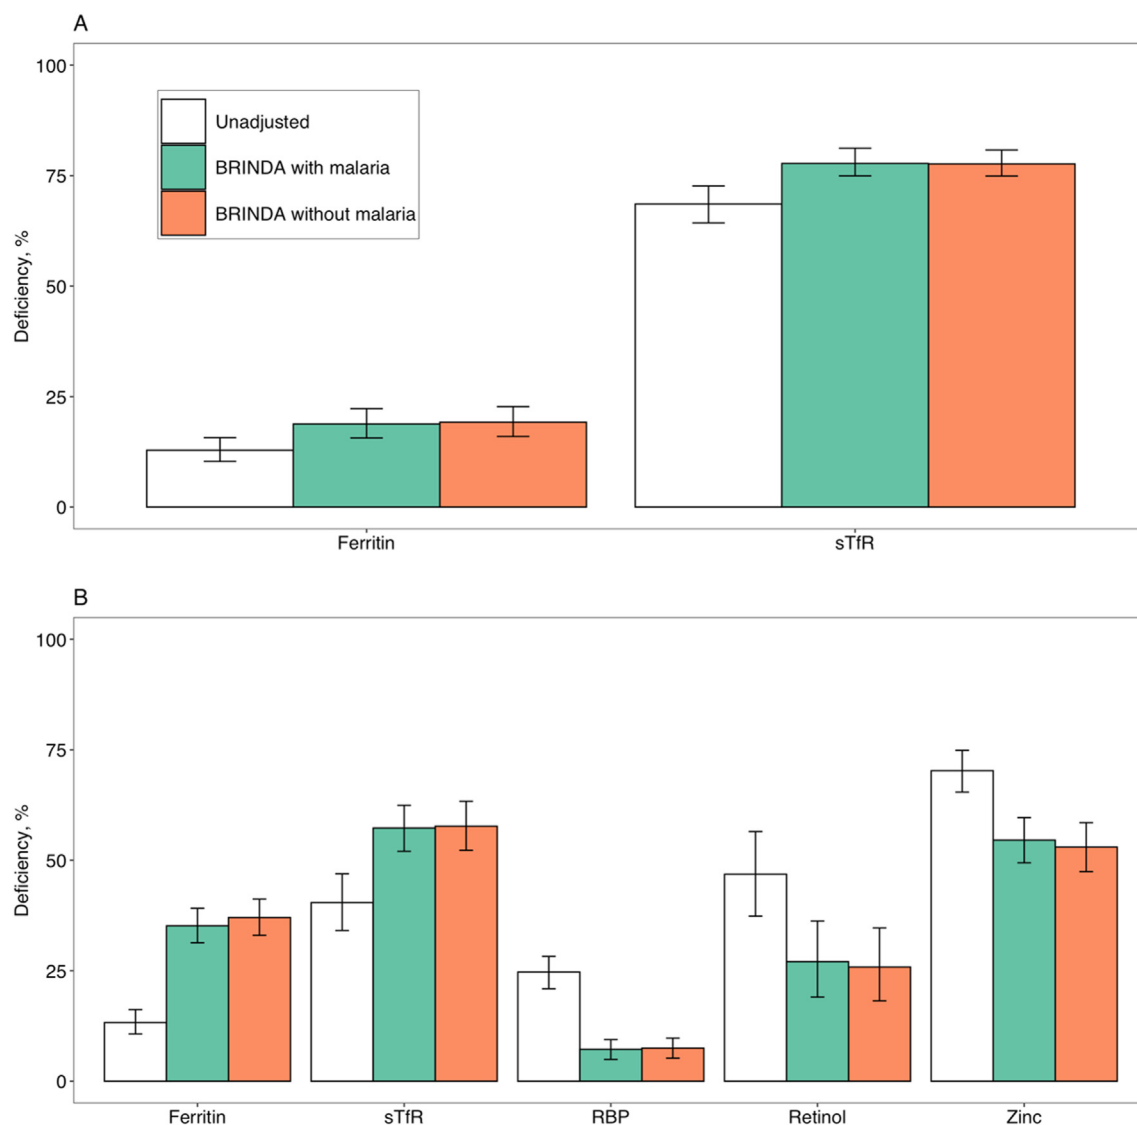 A
100
75
50
25
0
Deficiency, %
Unadjusted
BRINDA with malaria
BRINDA without malaria
Ferritin sTfR
B
100
75
50
25
0
Deficiency, %
Ferritin sTfR RBP Retinol Zinc